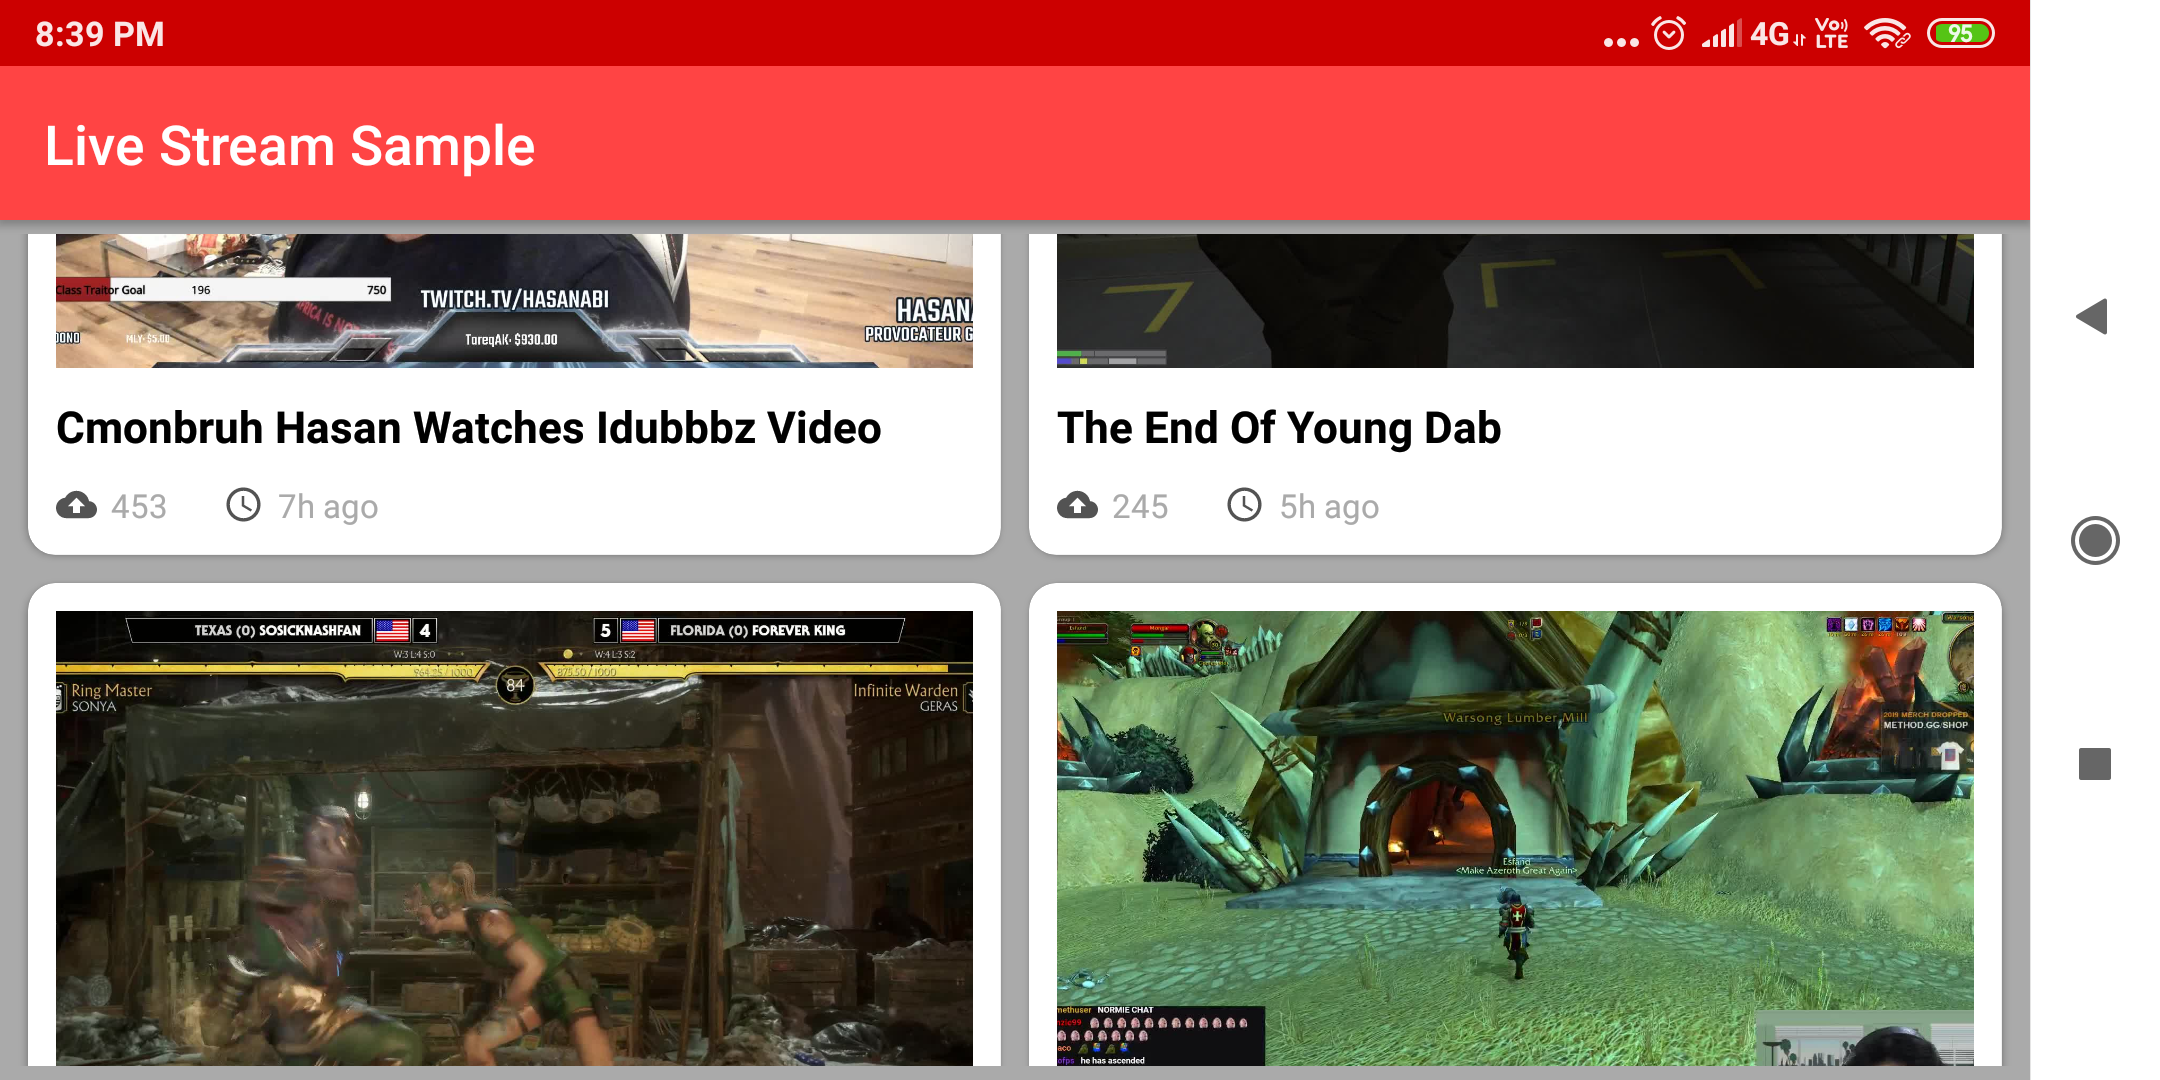 8:39 PM
4G
Vo
LTE
95
Live Stream Sample
Class Traitor Goal 196 750
TWITCH.TV/HASANABI
HASAN
PROVOCATEUR G
TareqAK: $930.00
MLY: $5.00
Cmonbruh Hasan Watches Idubbbz Video
453 7h ago
The End Of Young Dab
245 5h ago
TEXAS (0) SOSICKNASHFAN 4
5 FLORIDA (0) FOREVER KING
W:3 L:4 S:0
W:4 L:3 S:2
84
Ring Master
SONYA
Infinite Warden
GERAS
Warsong Lumber Mill
2019 MERCH DROPPED
METHOD.GG/SHOP
Esfand
<Make Azeroth Great Again>
NORMIE CHAT
he has ascended